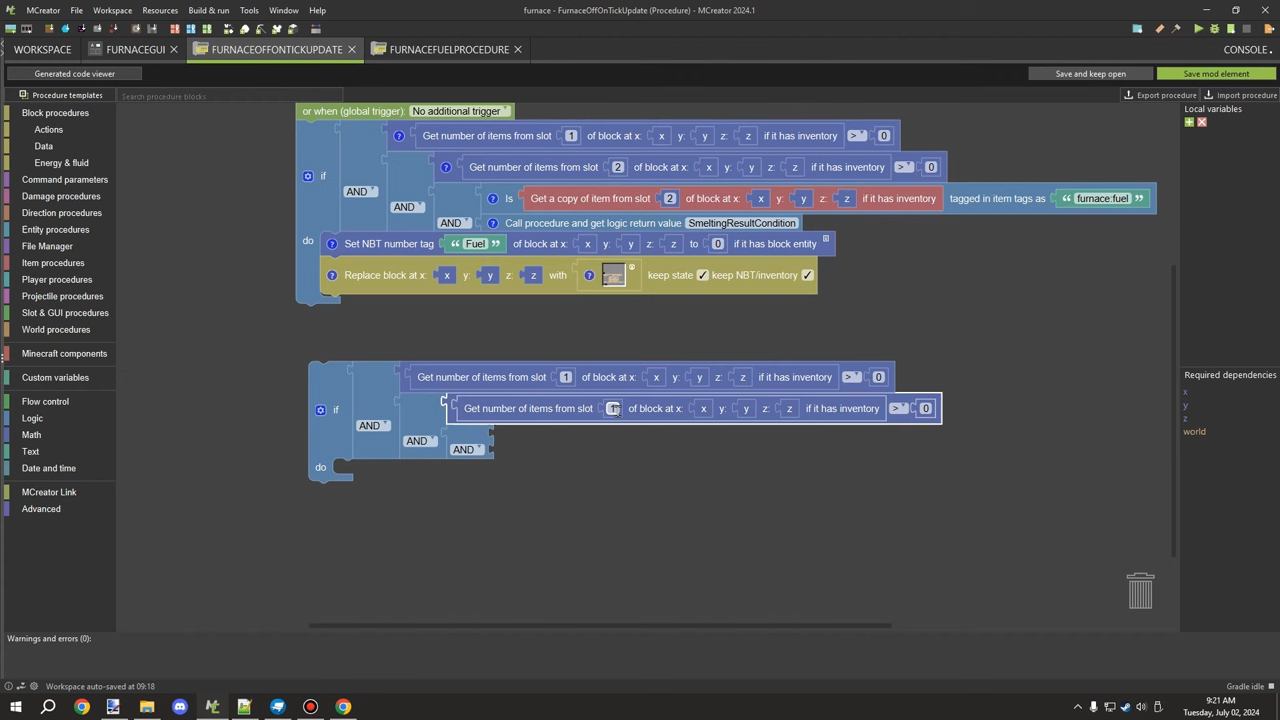 furnace - FurnaceOffOnTickUpdate (Procedure) - MCreator 2024.1
MCreator File Workspace Resources Build & run Tools Window Help
WORKSPACE FURNACEGUI FURNACEOFFONTICKUPDATE FURNACEFUELPROCEDURE CONSOLE
Generated code viewer Save and keep open Save mod element
Procedure templates Search procedure blocks Export procedure Import procedure
Block procedures
Actions
Data
Energy & fluid
Command parameters
Damage procedures
Direction procedures
Entity procedures
File Manager
Item procedures
Player procedures
Projectile procedures
Slot & GUI procedures
World procedures
Minecraft components
Custom variables
Flow control
Logic
Math
Text
Date and time
MCreator Link
Advanced
or when (global trigger): No additional trigger
Get number of items from slot 1 of block at x: x y: y z: z if it has inventory > 0
if AND Get number of items from slot 2 of block at x: x y: y z: z if it has inventory > 0
AND Is Get a copy of item from slot 2 of block at x: x y: y z: z if it has inventory tagged in item tags as “ furnace:fuel ”
AND Call procedure and get logic return value SmeltingResultCondition
do Set NBT number tag “ Fuel ” of block at x: x y: y z: z to 0 if it has block entity
Replace block at x: x y: y z: z with keep state keep NBT/inventory
Get number of items from slot 1 of block at x: x y: y z: z if it has inventory > 0
if Get number of items from slot 1 of block at x: x y: y z: z if it has inventory > 0
AND
AND
AND
do
Local variables
Required dependencies
x
y
z
world
Warnings and errors (0):
Workspace auto-saved at 09:18 Gradle idle
9:21 AM
Tuesday, July 02, 2024